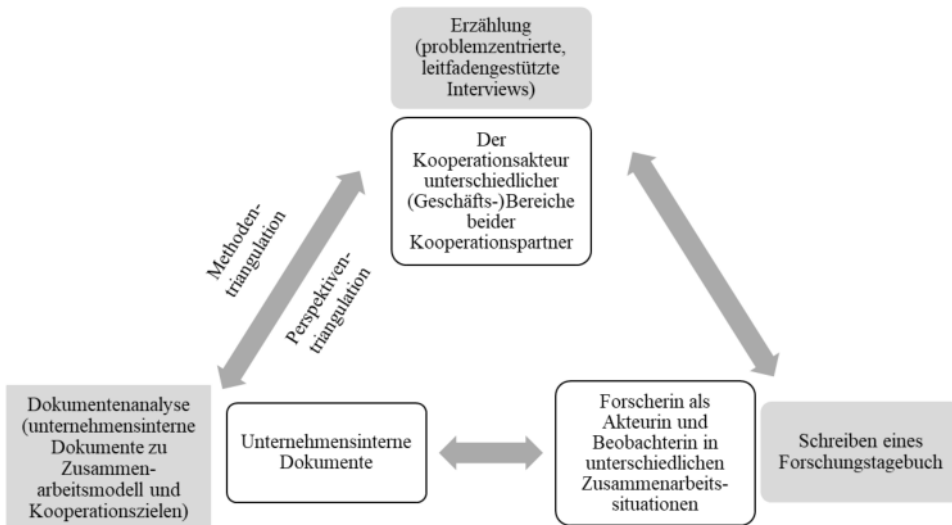 Erzählung
(problemzentrierte,
leitfadengestützte
Interviews)
Der
Kooperationsakteur
unterschiedlicher
(Geschäfts-)Bereiche
beider
Kooperationspartner
Methoden-
triangulation
Perspektiven-
triangulation
Dokumentenanalyse
(unternehmensinterne
Dokumente zu
Zusammen-
arbeitsmodell und
Kooperationszielen)
Unternehmensinterne
Dokumente
Forscherin als
Akteurin und
Beobachterin in
unterschiedlichen
Zusammenarbeits-
situationen
Schreiben eines
Forschungstagebuch